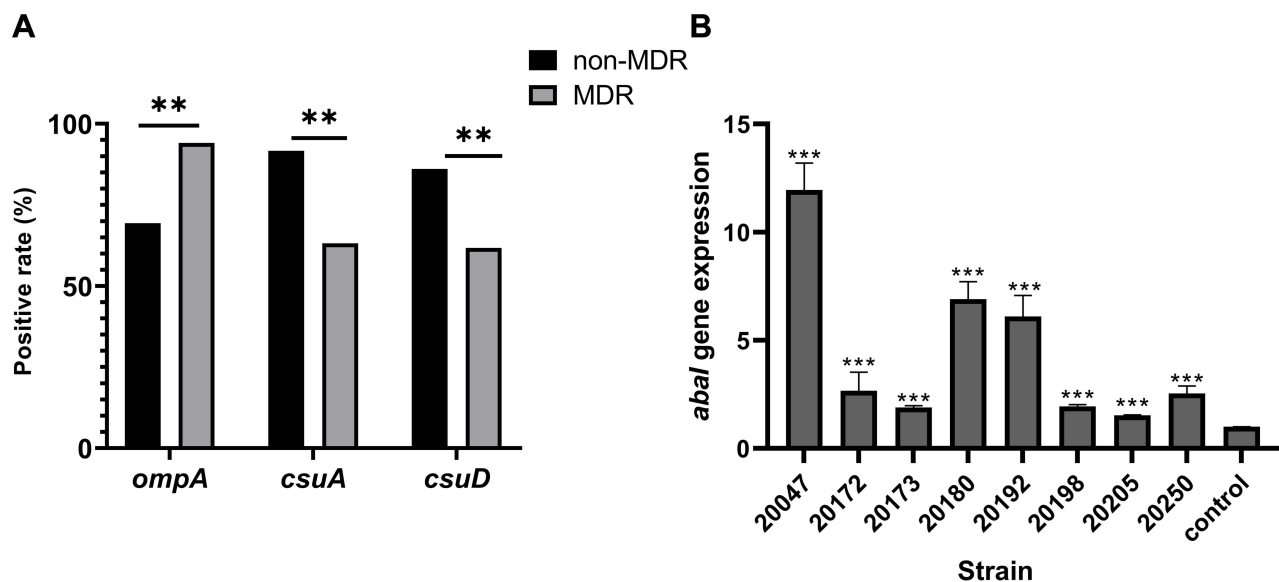 A
non-MDR
MDR
**
**
**
100
50
0
Positive rate (%)
ompA
csuA
csuD
B
15
10
5
0
abaI gene expression
***
***
***
***
***
***
***
***
20047
20172
20173
20180
20192
20198
20205
20250
control
Strain